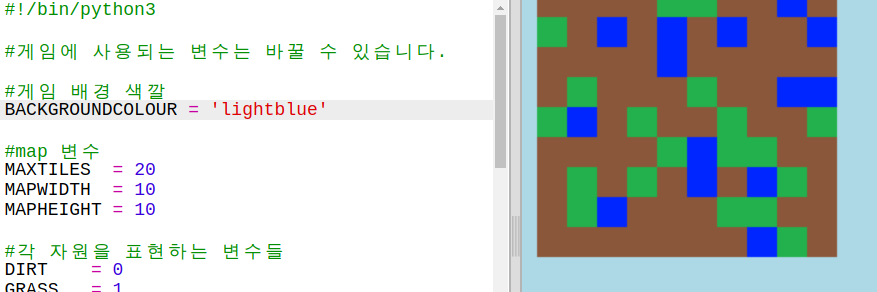 #!/bin/python3
#게임에 사용되는 변수는 바꿀 수 있습니다.
#게임 배경 색깔
BACKGROUNDCOLOUR = 'lightblue'
#map 변수
MAXTILES = 20
MAPWIDTH = 10
MAPHEIGHT = 10
#각 자원을 표현하는 변수들
DIRT = 0
GRASS = 1